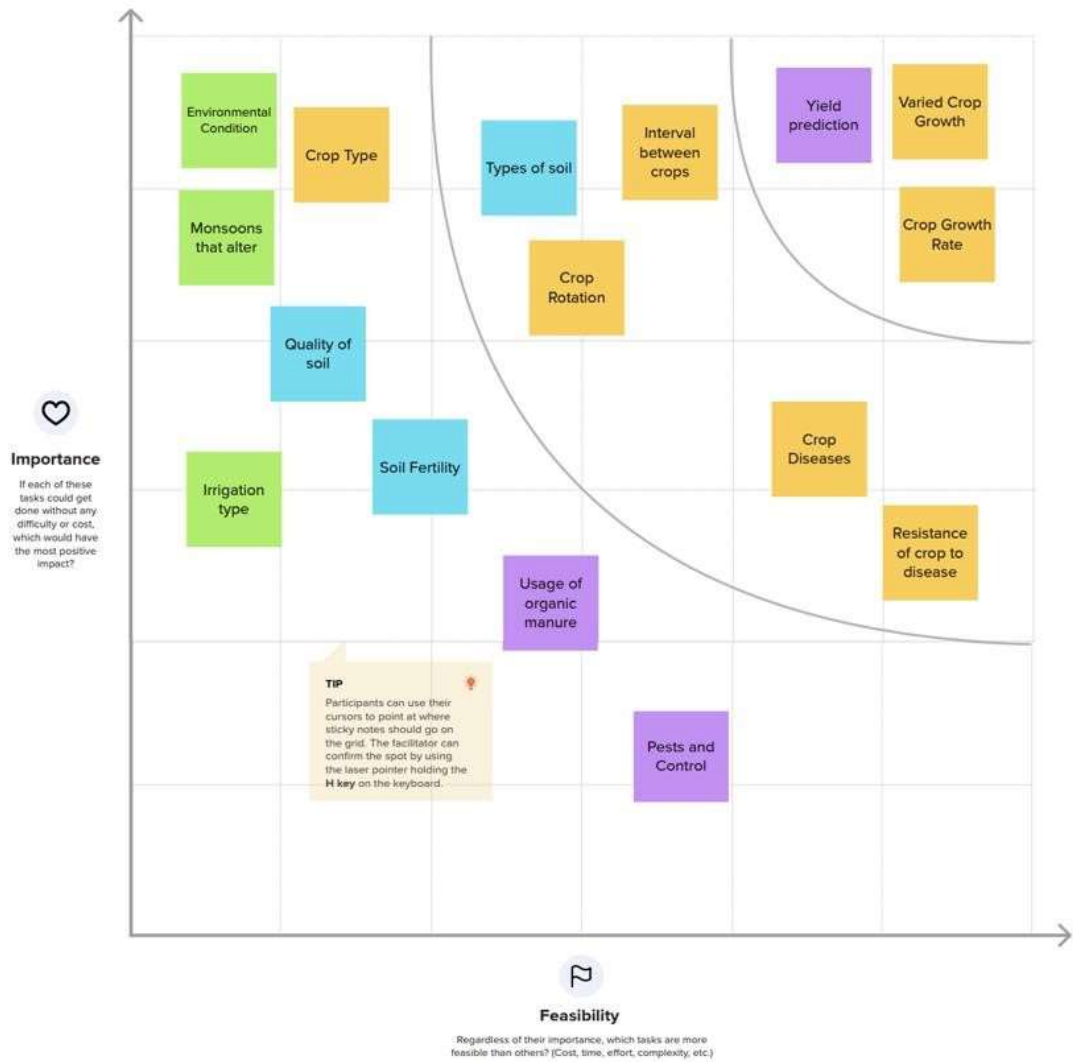 Environmental
Condition
Crop Type
Types of soil
Interval
between
crops
Yield
prediction
Varied Crop
Growth
Monsoons
that alter
Crop
Rotation
Crop Growth
Rate
Quality of
soil
Soil Fertility
Crop
Diseases
Irrigation
type
Resistance
of crop to
disease
Usage of
organic
manure
Pests and
Control
Importance
If each of these
tasks could get
done without any
difficulty or cost,
which would have
the most positive
impact?
TIP
Participants can use their
cursors to point at where
sticky notes should go on
the grid. The facilitator can
confirm the spot by using
the laser pointer holding the
H key on the keyboard.
Feasibility
Regardless of their importance, which tasks are more
feasible than others? (Cost, time, effort, complexity, etc.)